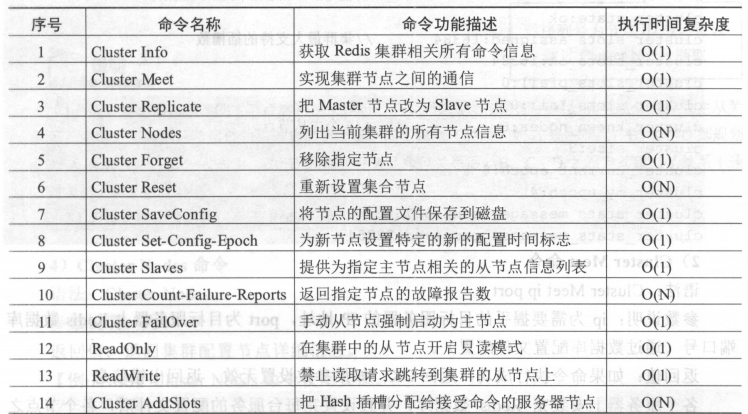 序号 命令名称 命令功能描述 执行时间复杂度
1 Cluster Info 获取 Redis 集群相关所有命令信息 O(1)
2 Cluster Meet 实现集群节点之间的通信 O(1)
3 Cluster Replicate 把 Master 节点改为 Slave 节点 O(1)
4 Cluster Nodes 列出当前集群的所有节点信息 O(N)
5 Cluster Forget 移除指定节点 O(1)
6 Cluster Reset 重新设置集合节点 O(N)
7 Cluster SaveConfig 将节点的配置文件保存到磁盘 O(1)
8 Cluster Set-Config-Epoch 为新节点设置特定的新的配置时间标志 O(1)
9 Cluster Slaves 提供为指定主节点相关的从节点信息列表 O(1)
10 Cluster Count-Failure-Reports 返回指定节点的故障报告数 O(N)
11 Cluster FailOver 手动从节点强制启动为主节点 O(1)
12 ReadOnly 在集群中的从节点开启只读模式 O(1)
13 ReadWrite 禁止读取请求跳转到集群的从节点上 O(1)
14 Cluster AddSlots 把 Hash 插槽分配给接受命令的服务器节点 O(N)